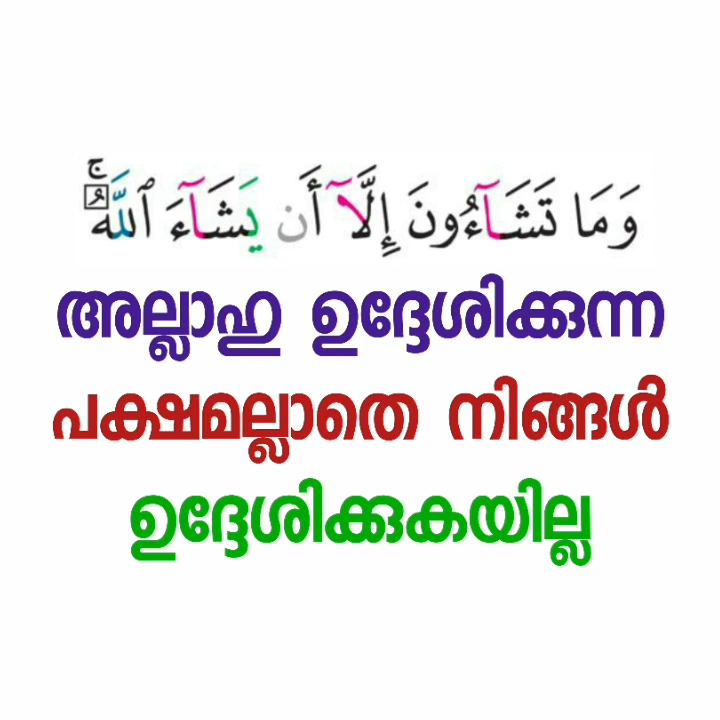 وَمَا تَشَآءُونَ إِلَّآ أَن يَشَآءَ ٱللَّهُۚ
അല്ലാഹു ഉദ്ദേശിക്കുന്ന
പക്ഷമല്ലാതെ നിങ്ങൾ
ഉദ്ദേശിക്കുകയില്ല